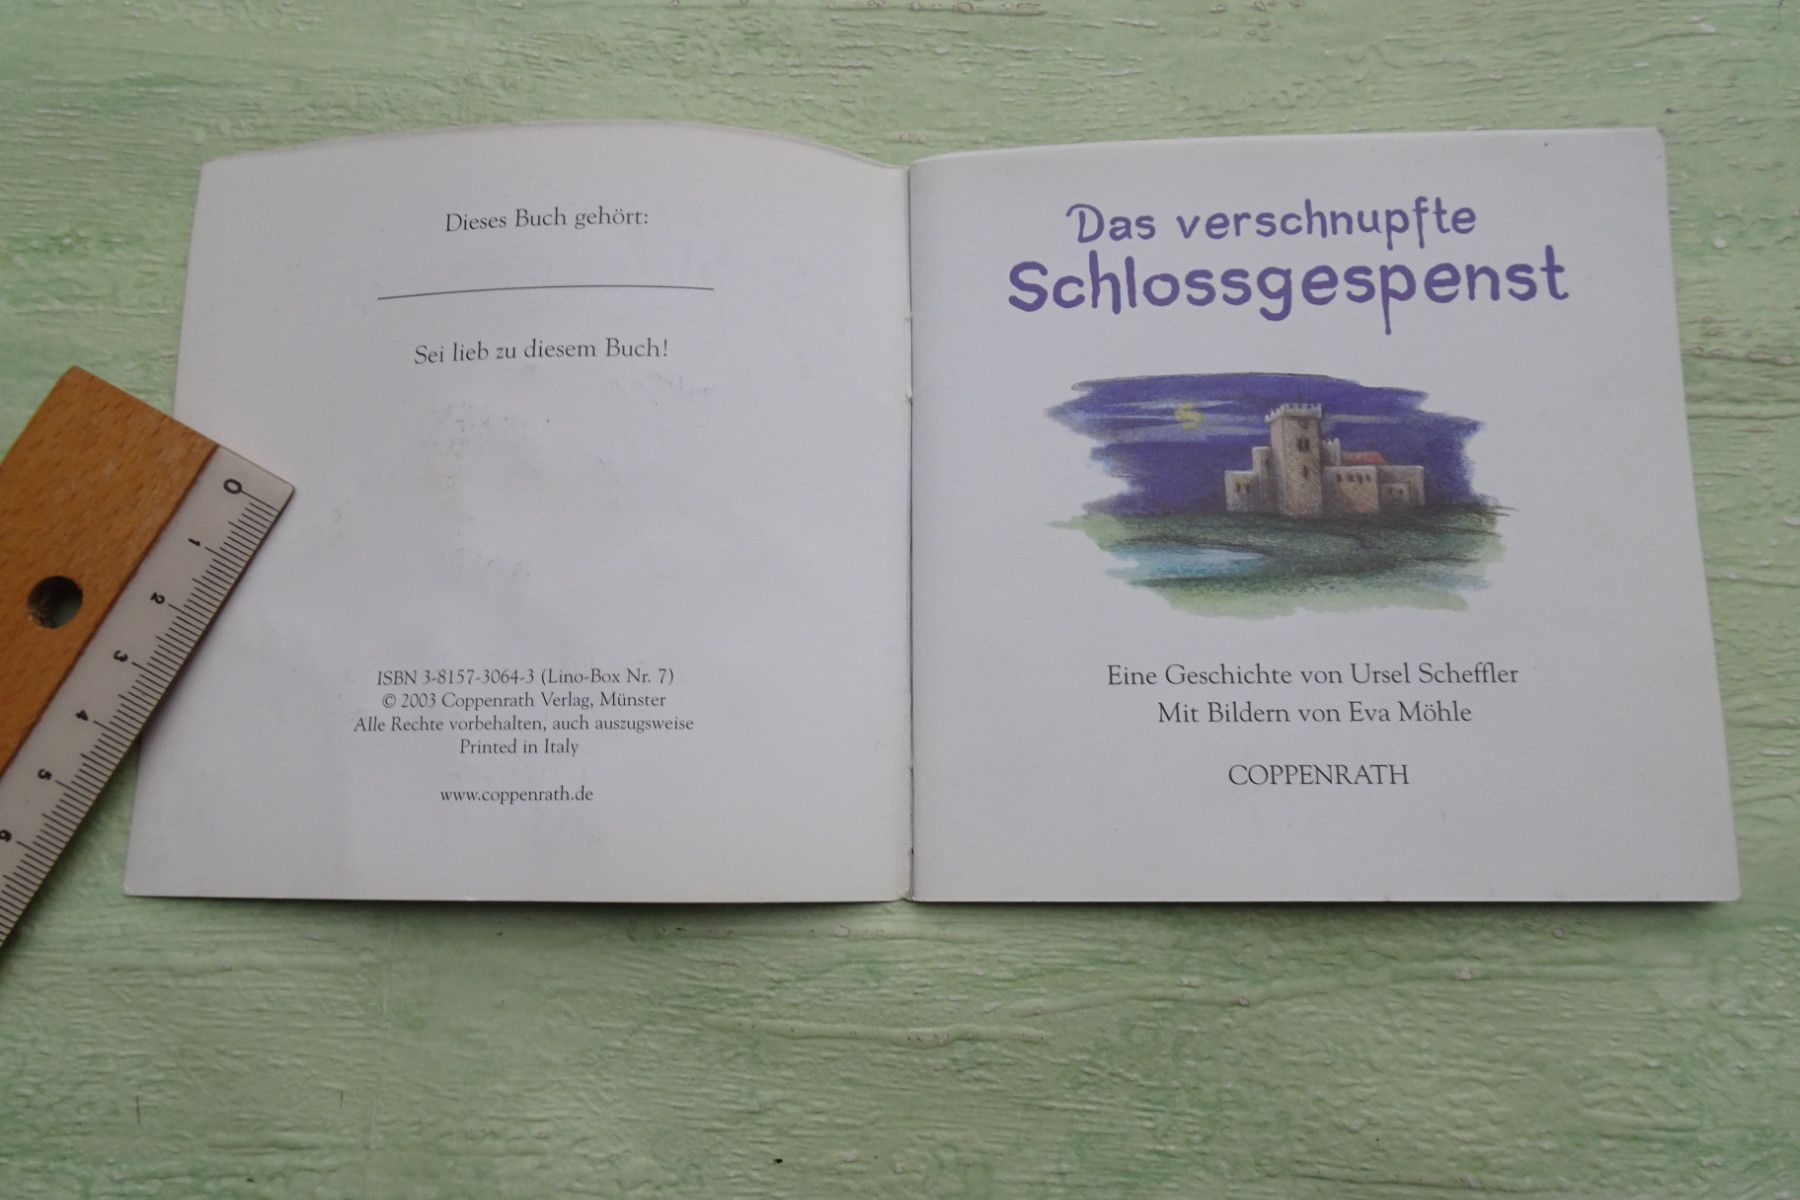 Dieses Buch gehört:
Sei lieb zu diesem Buch!
ISBN 3-8157-3064-3 (Lino-Box Nr. 7)
© 2003 Coppenrath Verlag, Münster
Alle Rechte vorbehalten, auch auszugsweise
Printed in Italy
www.coppenrath.de
Das verschnupfte
Schlossgespenst
Eine Geschichte von Ursel Scheffler
Mit Bildern von Eva Möhle
COPPENRATH
0
1
2
3
4
5
6